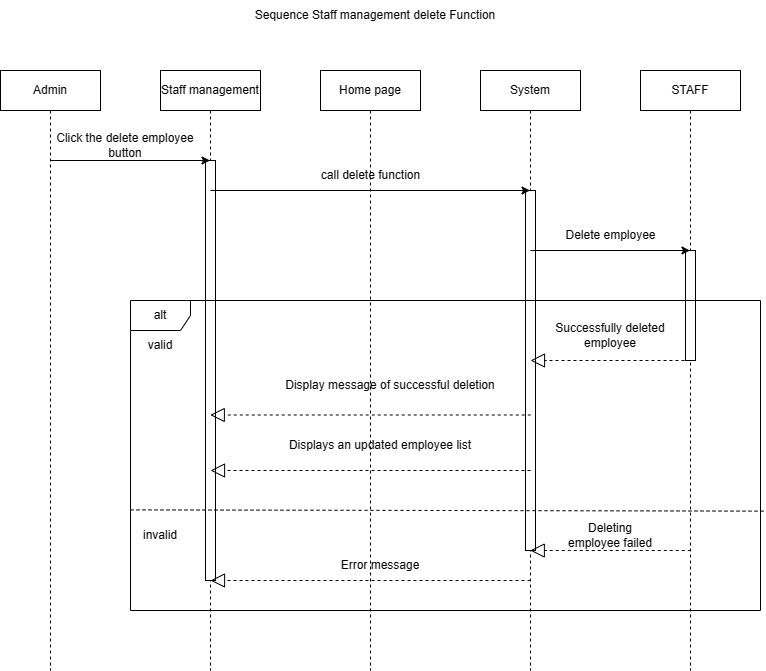 Sequence Staff management delete Function
Admin
Staff management
Home page
System
STAFF
Click the delete employee
button
call delete function
Delete employee
alt
Successfully deleted
employee
valid
Display message of successful deletion
Displays an updated employee list
invalid
Deleting
employee failed
Error message